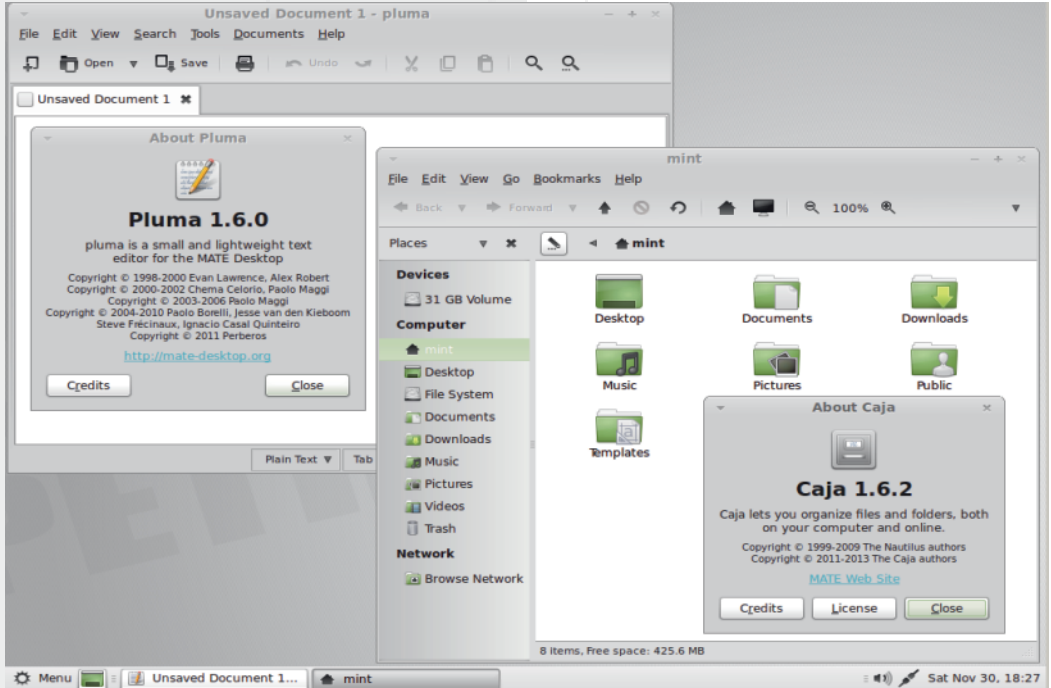 Unsaved Document 1 - pluma
File Edit View Search Tools Documents Help
Open Save Undo
Unsaved Document 1
About Pluma
Pluma 1.6.0
pluma is a small and lightweight text
editor for the MATE Desktop
Copyright © 1998-2000 Evan Lawrence, Alex Robert
Copyright © 2000-2002 Chema Celorio, Paolo Maggi
Copyright © 2003-2006 Paolo Maggi
Copyright © 2004-2010 Paolo Borelli, Jesse van den Kieboom
Steve Frécinaux, Ignacio Casal Quinteiro
Copyright © 2011 Perberos
http://mate-desktop.org
Credits Close
Plain Text Tab
mint
File Edit View Go Bookmarks Help
Back Forward 100%
Places mint
Devices
31 GB Volume
Computer
mint
Desktop
File System
Documents
Downloads
Music
Pictures
Videos
Trash
Network
Browse Network
Desktop Documents Downloads
Music Pictures Public
Templates
8 items, Free space: 425.6 MB
About Caja
Caja 1.6.2
Caja lets you organize files and folders, both
on your computer and online.
Copyright © 1999-2009 The Nautilus authors
Copyright © 2011-2013 The Caja authors
MATE Web Site
Credits License Close
Menu Unsaved Document 1... mint Sat Nov 30, 18:27